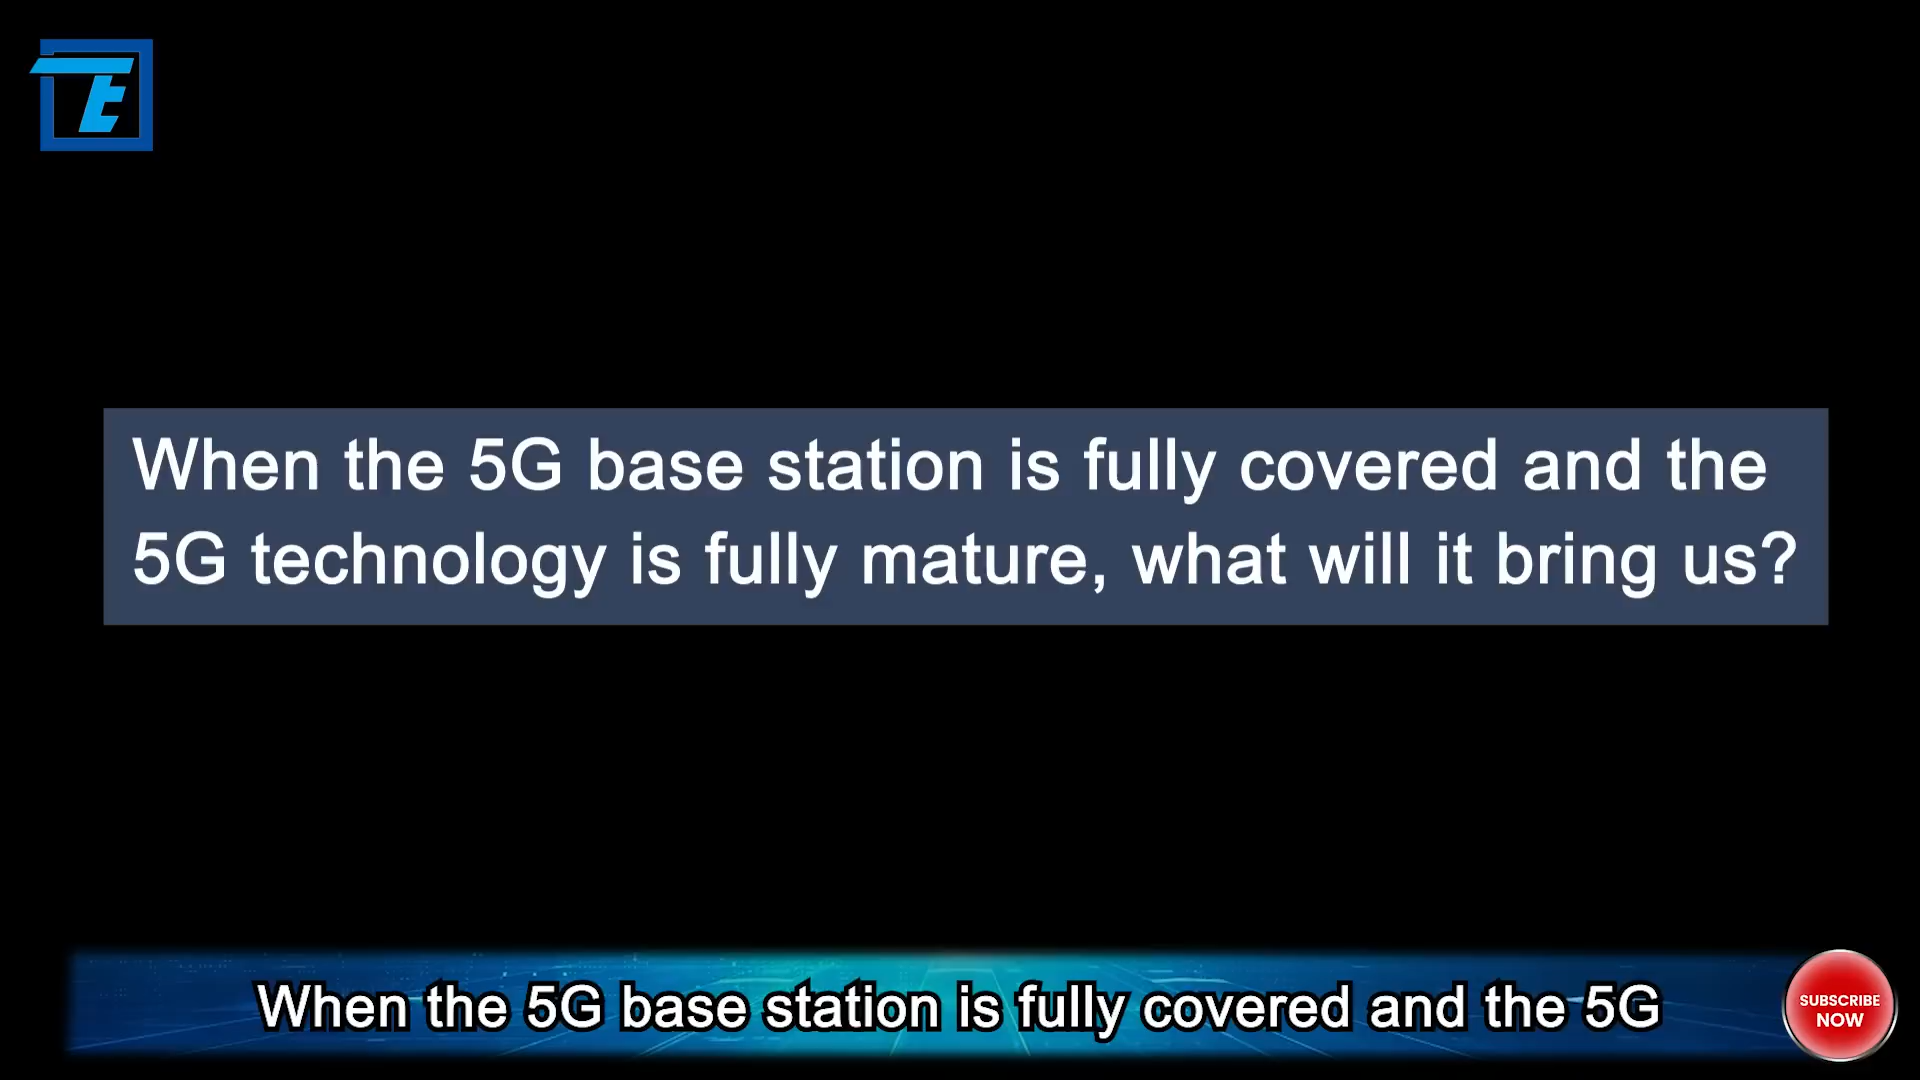 TE
When the 5G base station is fully covered and the
5G technology is fully mature, what will it bring us?
When the 5G base station is fully covered and the 5G
SUBSCRIBE
NOW